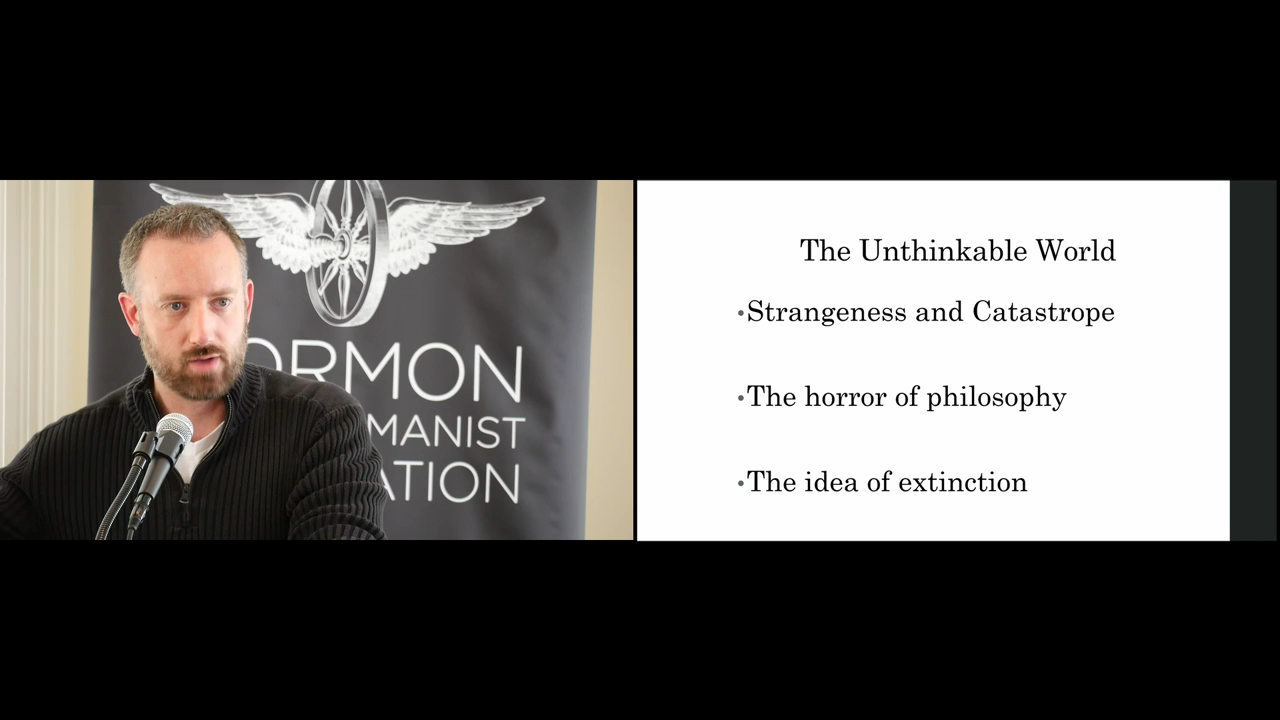 ORMON
MANIST
ATION
The Unthinkable World
•Strangeness and Catastrope
•The horror of philosophy
•The idea of extinction